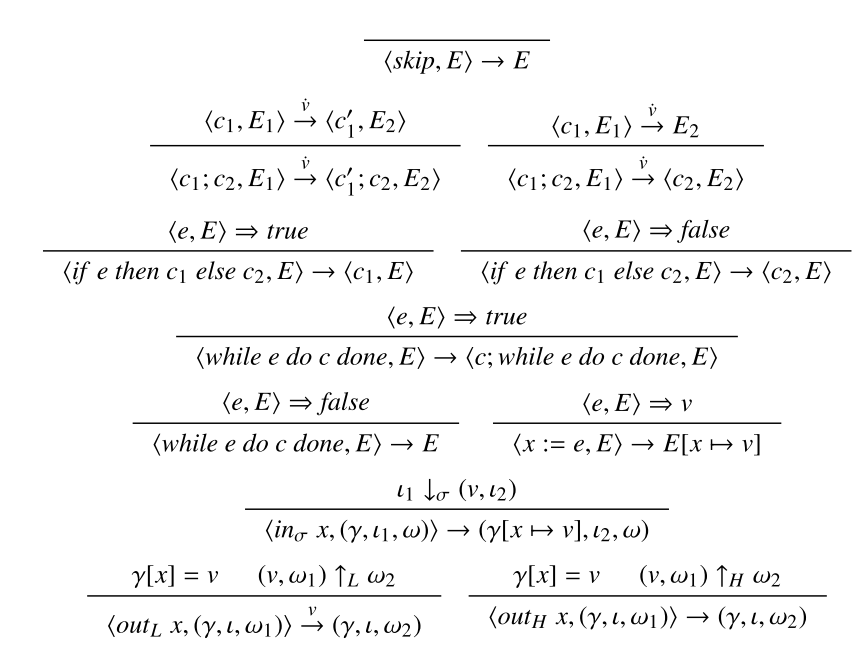 ⟨skip, E⟩ → E
⟨c₁, E₁⟩ →^v̇ ⟨c₁′, E₂⟩    ⟨c₁, E₁⟩ →^v̇ E₂
⟨c₁; c₂, E₁⟩ →^v̇ ⟨c₁′; c₂, E₂⟩    ⟨c₁; c₂, E₁⟩ →^v̇ ⟨c₂, E₂⟩
⟨e, E⟩ ⇒ true    ⟨e, E⟩ ⇒ false
⟨if e then c₁ else c₂, E⟩ → ⟨c₁, E⟩    ⟨if e then c₁ else c₂, E⟩ → ⟨c₂, E⟩
⟨e, E⟩ ⇒ true
⟨while e do c done, E⟩ → ⟨c; while e do c done, E⟩
⟨e, E⟩ ⇒ false    ⟨e, E⟩ ⇒ v
⟨while e do c done, E⟩ → E    ⟨x := e, E⟩ → E[x ↦ v]
ι₁ ↓_σ (v, ι₂)
⟨in_σ x, (γ, ι₁, ω)⟩ → (γ[x ↦ v], ι₂, ω)
γ[x] = v    (v, ω₁) ↑_L ω₂    γ[x] = v    (v, ω₁) ↑_H ω₂
⟨out_L x, (γ, ι, ω₁)⟩ →^v (γ, ι, ω₂)    ⟨out_H x, (γ, ι, ω₁)⟩ → (γ, ι, ω₂)